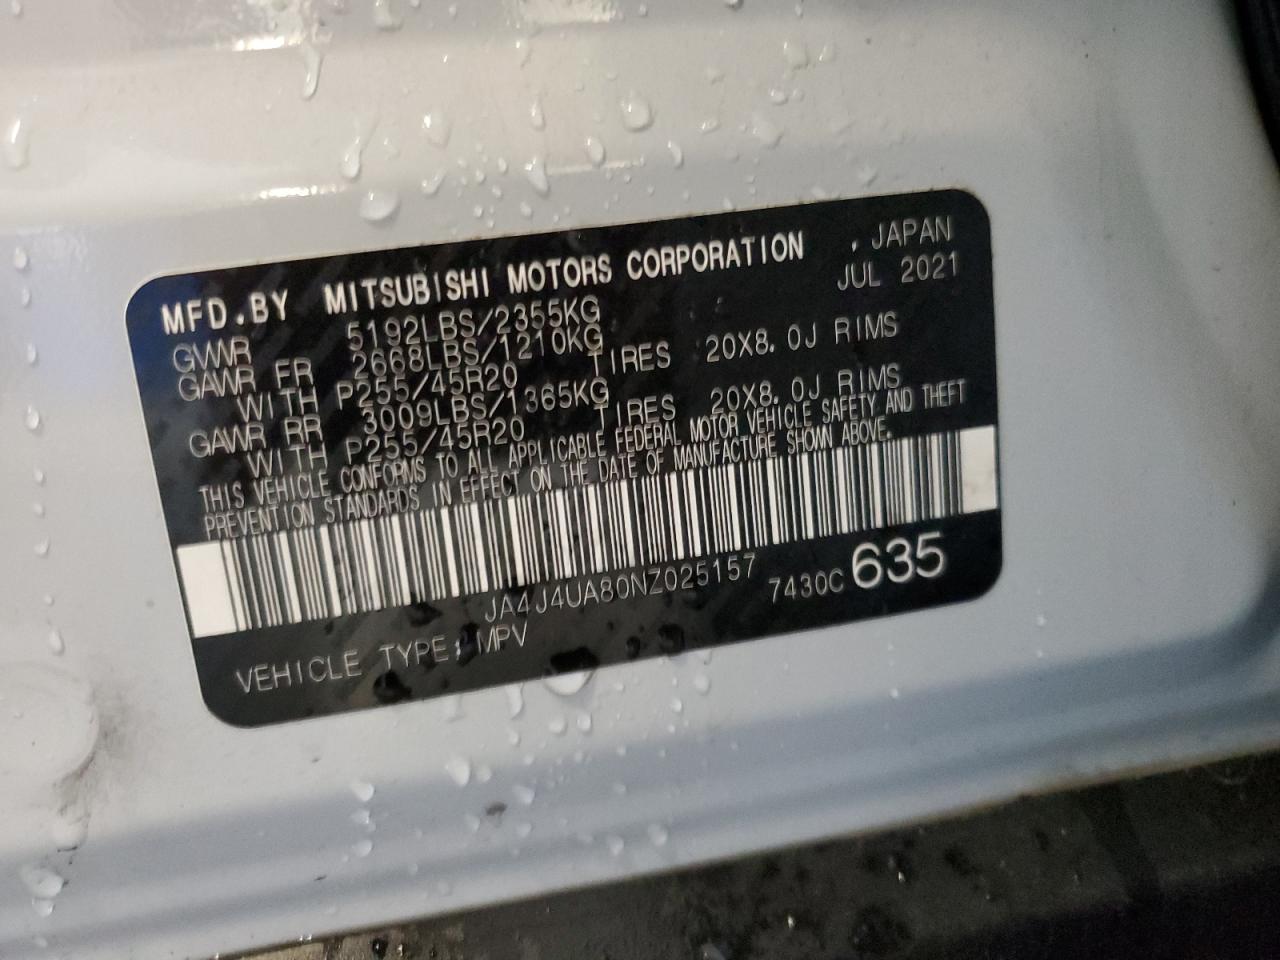 MFD.BY MITSUBISHI MOTORS CORPORATION . JAPAN
GVWR 5192LBS/2355KG JUL 2021
GAWR FR 2668LBS/1210KG
WITH P255/45R20 TIRES 20X8.0J RIMS
GAWR RR 3009LBS/1365KG
WITH P255/45R20 TIRES 20X8.0J RIMS
THIS VEHICLE CONFORMS TO ALL APPLICABLE FEDERAL MOTOR VEHICLE SAFETY AND THEFT
PREVENTION STANDARDS IN EFFECT ON THE DATE OF MANUFACTURE SHOWN ABOVE.
JA4J4UA80NZ025157 7430C 635
VEHICLE TYPE: MPV